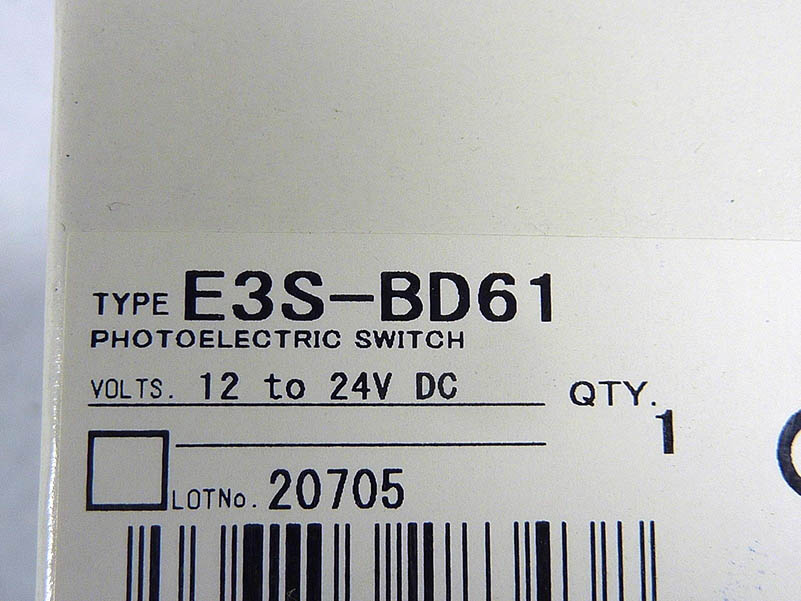 TYPE E3S-BD61
PHOTOELECTRIC SWITCH
VOLTS. 12 to 24V DC
QTY. 1
LOTNo. 20705